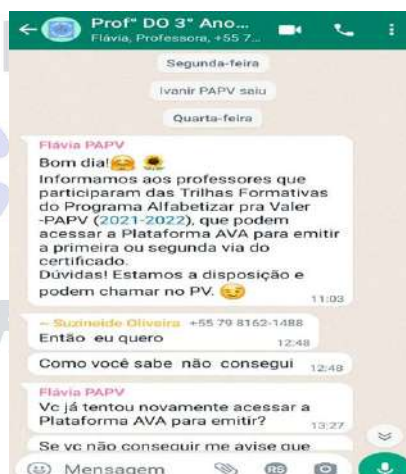 Profª DO 3° Ano...
Flávia, Professora, +55 7...
Segunda-feira
Ivanir PAPV saiu
Quarta-feira
Flávia PAPV
Bom dia!🤗 🌻
Informamos aos professores que
participaram das Trilhas Formativas
do Programa Alfabetizar pra Valer
-PAPV (2021-2022), que podem
acessar a Plataforma AVA para emitir
a primeira ou segunda via do
certificado.
Dúvidas! Estamos a disposição e
podem chamar no PV. 😉
11:03
~ Suzineide Oliveira +55 79 8162-1488
Então eu quero
12:48
Como você sabe não consegui 12:48
Flávia PAPV
Vc já tentou novamente acessar a
Plataforma AVA para emitir?
13:27
Se vc não conseguir me avise que
Mensagem
R$